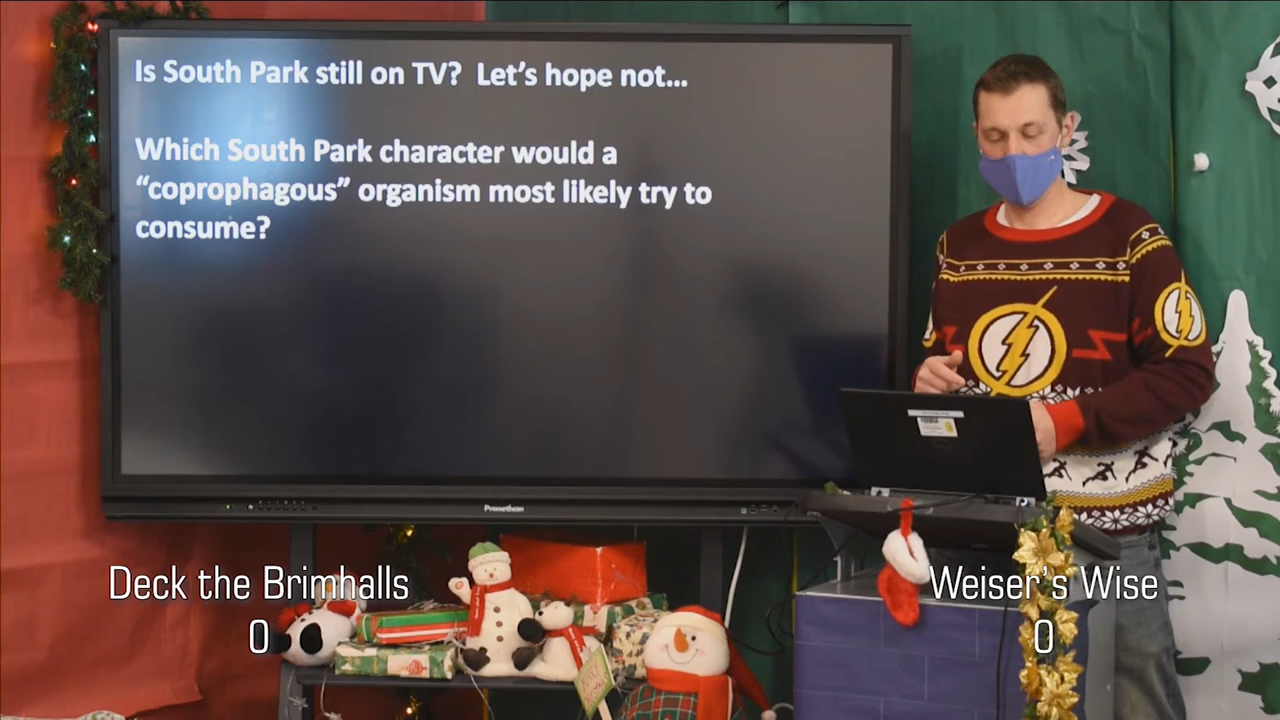 Is South Park still on TV?  Let's hope not...
Which South Park character would a
“coprophagous” organism most likely try to
consume?
Promethean
Deck the Brimhalls
0
Weiser's Wise
0